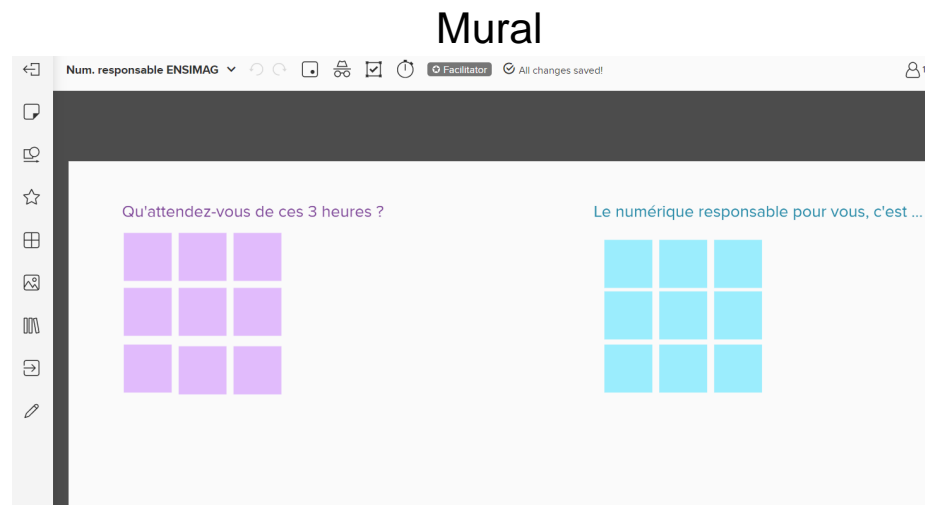 Mural
Num. responsable ENSIMAG
Facilitator
All changes saved!
Qu'attendez-vous de ces 3 heures ?
Le numérique responsable pour vous, c'est ...